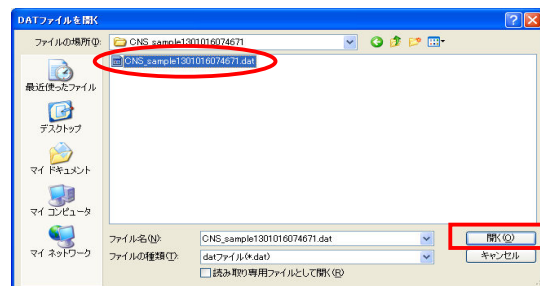 DATファイルを開く
ファイルの場所(I):
CNS_sample1301016074671
CNS_sample1301016074671.dat
最近使ったファイル
デスクトップ
マイ ドキュメント
マイ コンピュータ
マイ ネットワーク
ファイル名(N):
CNS_sample1301016074671.dat
開く(O)
ファイルの種類(T):
datファイル(*.dat)
キャンセル
読み取り専用ファイルとして開く(R)